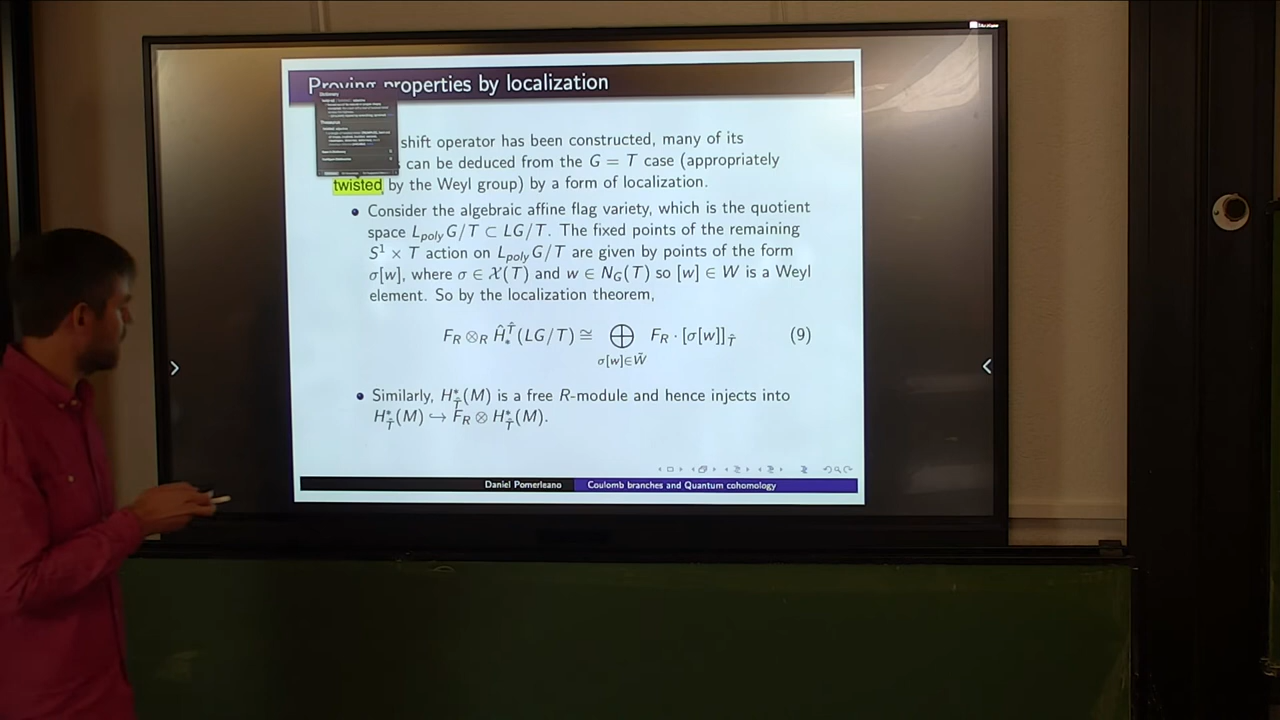 Proving properties by localization
shift operator has been constructed, many of its
can be deduced from the G = T case (appropriately
twisted by the Weyl group) by a form of localization.
• Consider the algebraic affine flag variety, which is the quotient
space L_poly G/T ⊂ LG/T. The fixed points of the remaining
S¹ × T action on L_poly G/T are given by points of the form
σ[w], where σ ∈ X(T) and w ∈ N_G(T) so [w] ∈ W is a Weyl
element. So by the localization theorem,
F_R ⊗_R Ĥ_*^T̂(LG/T) ≅ ⊕_{σ[w]∈W̃} F_R · [σ[w]]_T̂ (9)
• Similarly, H*_T̂(M) is a free R-module and hence injects into
H*_T̂(M) ↪ F_R ⊗ H*_T̂(M).
Daniel Pomerleano Coulomb branches and Quantum cohomology